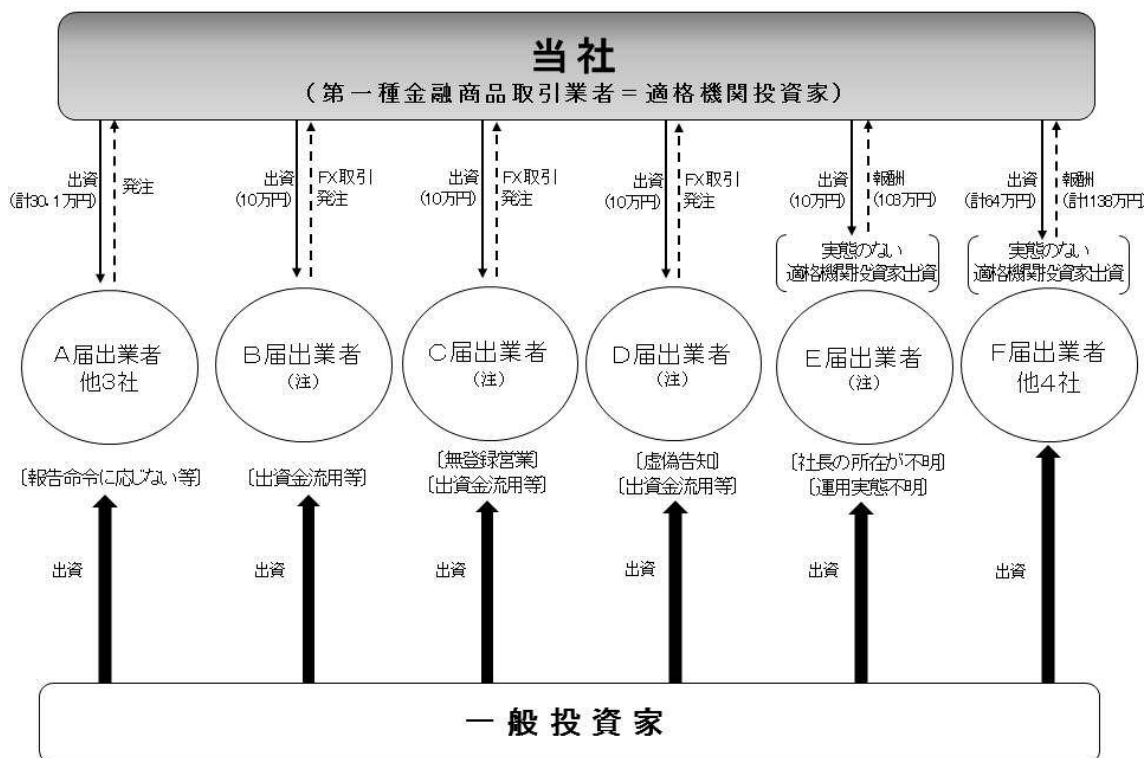 当社
（第一種金融商品取引業者＝適格機関投資家）
出資
(計30.1万円)
発注
出資
(10万円)
FX取引
発注
出資
(10万円)
FX取引
発注
出資
(10万円)
FX取引
発注
出資
(10万円)
報酬
(103万円)
出資
(計64万円)
報酬
(計1138万円)
実態のない
適格機関投資家出資
実態のない
適格機関投資家出資
A届出業者
他3社
B届出業者
(注)
C届出業者
(注)
D届出業者
(注)
E届出業者
(注)
F届出業者
他4社
〔報告命令に応じない等〕
〔出資金流用等〕
〔無登録営業〕
〔出資金流用等〕
〔虚偽告知〕
〔出資金流用等〕
〔社長の所在が不明〕
〔運用実態不明〕
出資
出資
出資
出資
出資
出資
一般投資家